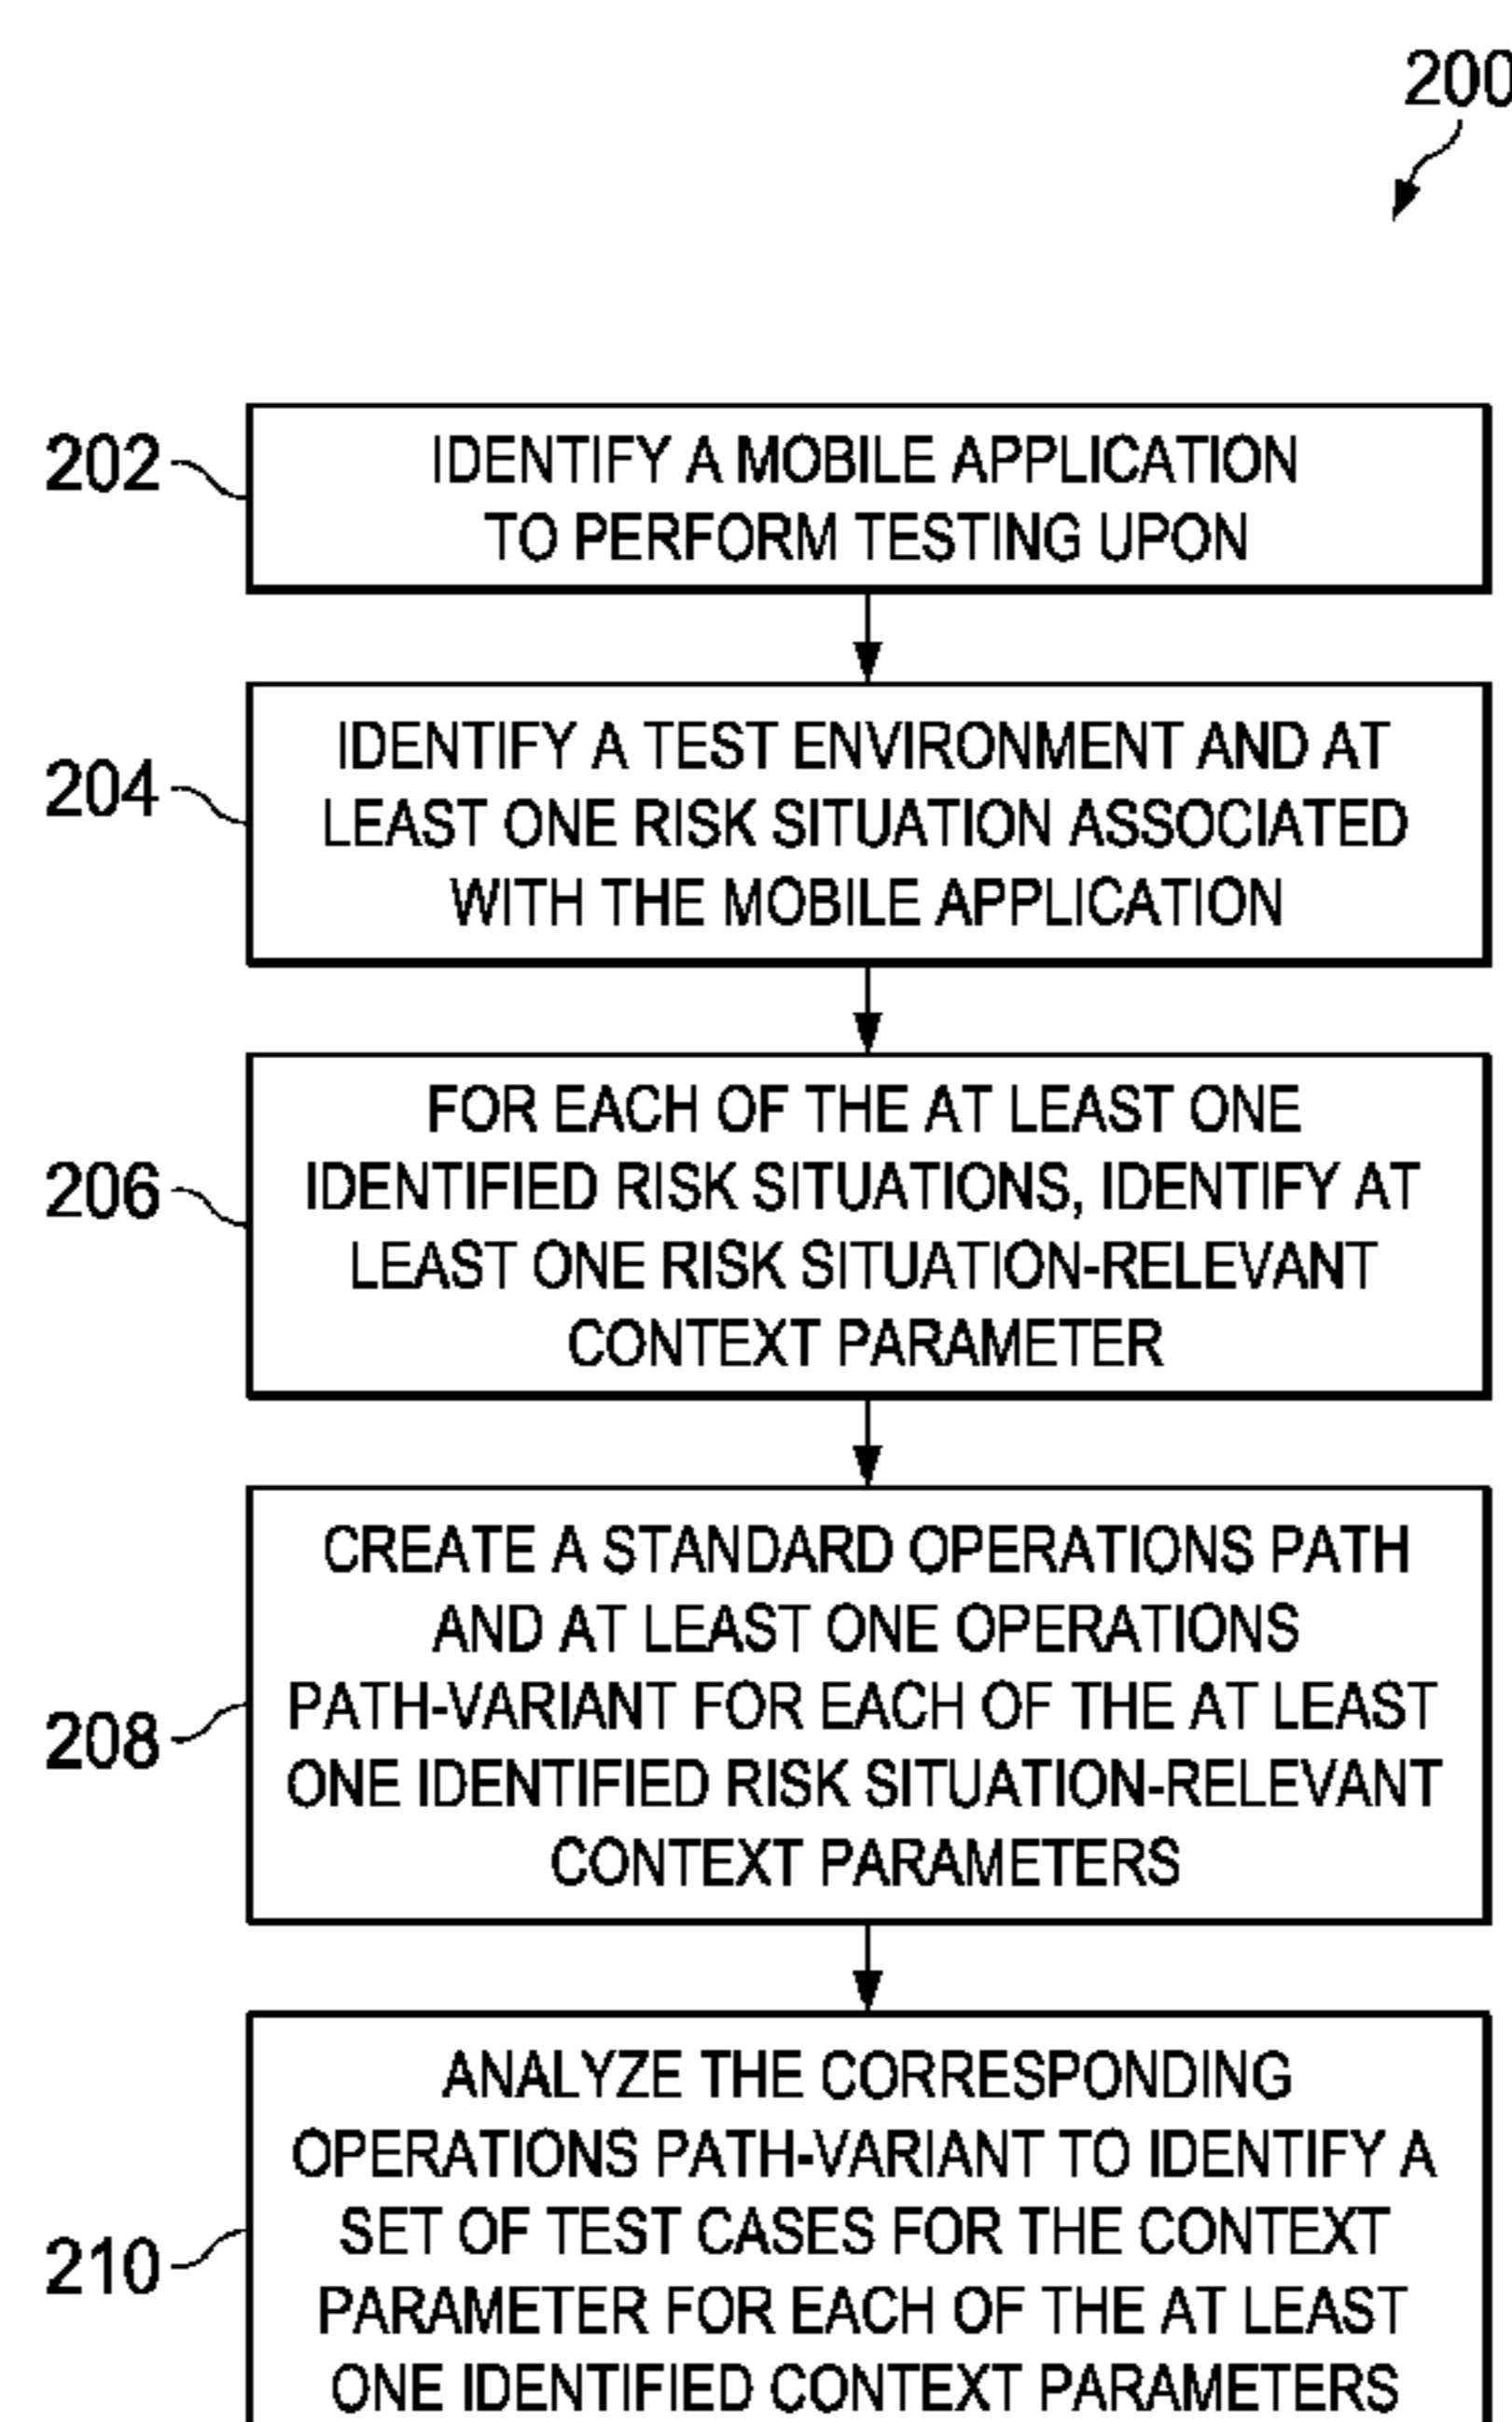 200
202
IDENTIFY A MOBILE APPLICATION
TO PERFORM TESTING UPON
204
IDENTIFY A TEST ENVIRONMENT AND AT
LEAST ONE RISK SITUATION ASSOCIATED
WITH THE MOBILE APPLICATION
206
FOR EACH OF THE AT LEAST ONE
IDENTIFIED RISK SITUATIONS, IDENTIFY AT
LEAST ONE RISK SITUATION-RELEVANT
CONTEXT PARAMETER
208
CREATE A STANDARD OPERATIONS PATH
AND AT LEAST ONE OPERATIONS
PATH-VARIANT FOR EACH OF THE AT LEAST
ONE IDENTIFIED RISK SITUATION-RELEVANT
CONTEXT PARAMETERS
210
ANALYZE THE CORRESPONDING
OPERATIONS PATH-VARIANT TO IDENTIFY A
SET OF TEST CASES FOR THE CONTEXT
PARAMETER FOR EACH OF THE AT LEAST
ONE IDENTIFIED CONTEXT PARAMETERS